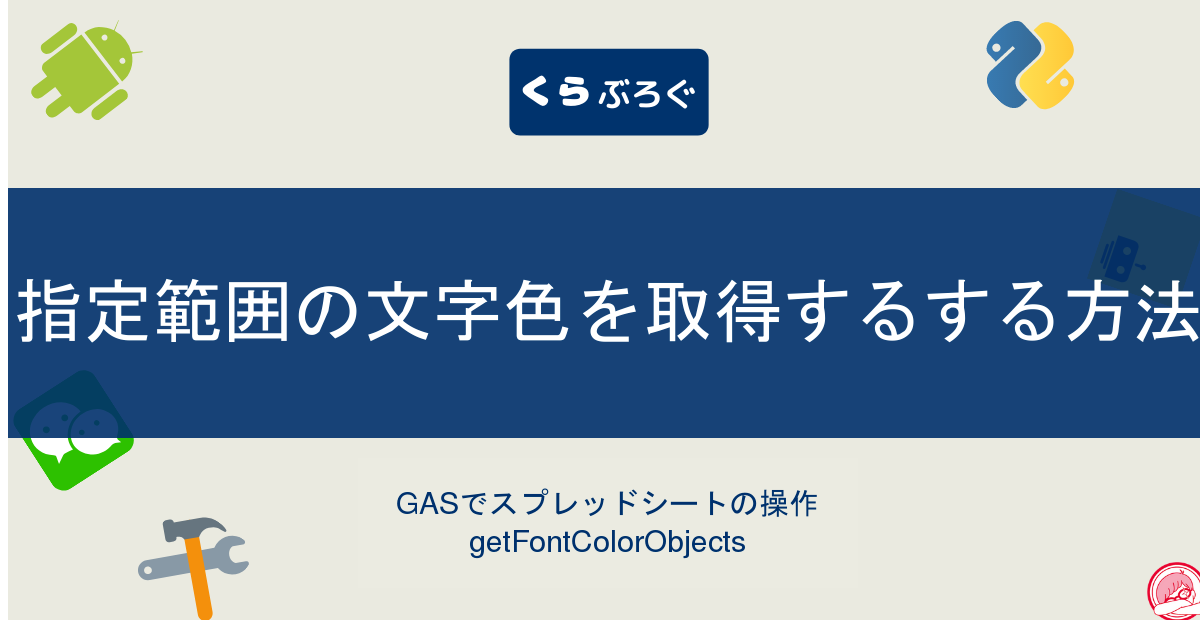 くらぶろぐ
指定範囲の文字色を取得するする方法
GASでスプレッドシートの操作
getFontColorObjects